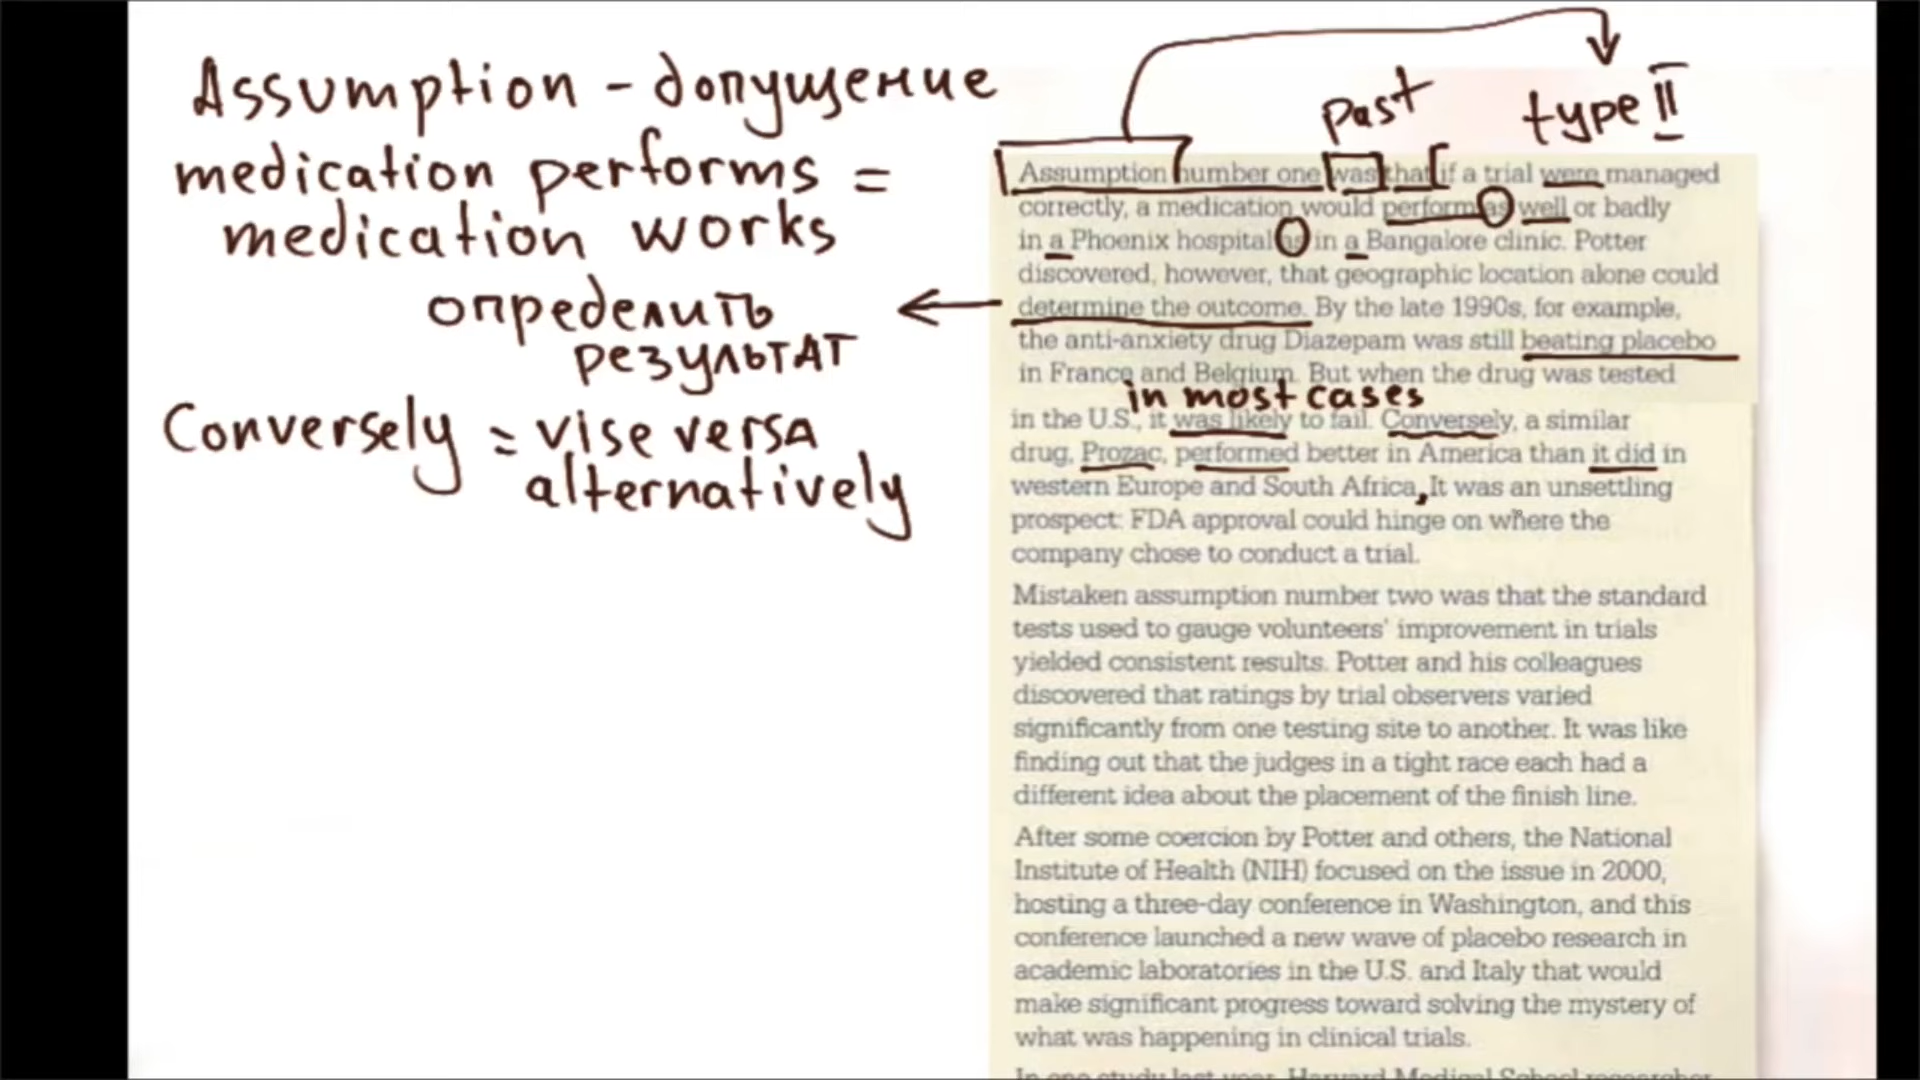 Assumption - допущение
medication performs =
medication works
определить
результат
Conversely = vise versa
alternatively
past
type II
Assumption number one was that if a trial were managed
correctly, a medication would perform as well or badly
in a Phoenix hospital as in a Bangalore clinic. Potter
discovered, however, that geographic location alone could
determine the outcome. By the late 1990s, for example,
the anti-anxiety drug Diazepam was still beating placebo
in France and Belgium. But when the drug was tested
in most cases
in the U.S., it was likely to fail. Conversely, a similar
drug, Prozac, performed better in America than it did in
western Europe and South Africa, It was an unsettling
prospect: FDA approval could hinge on where the
company chose to conduct a trial.
Mistaken assumption number two was that the standard
tests used to gauge volunteers' improvement in trials
yielded consistent results. Potter and his colleagues
discovered that ratings by trial observers varied
significantly from one testing site to another. It was like
finding out that the judges in a tight race each had a
different idea about the placement of the finish line.
After some coercion by Potter and others, the National
Institute of Health (NIH) focused on the issue in 2000,
hosting a three-day conference in Washington, and this
conference launched a new wave of placebo research in
academic laboratories in the U.S. and Italy that would
make significant progress toward solving the mystery of
what was happening in clinical trials.
In one study last year, Harvard Medical School researcher